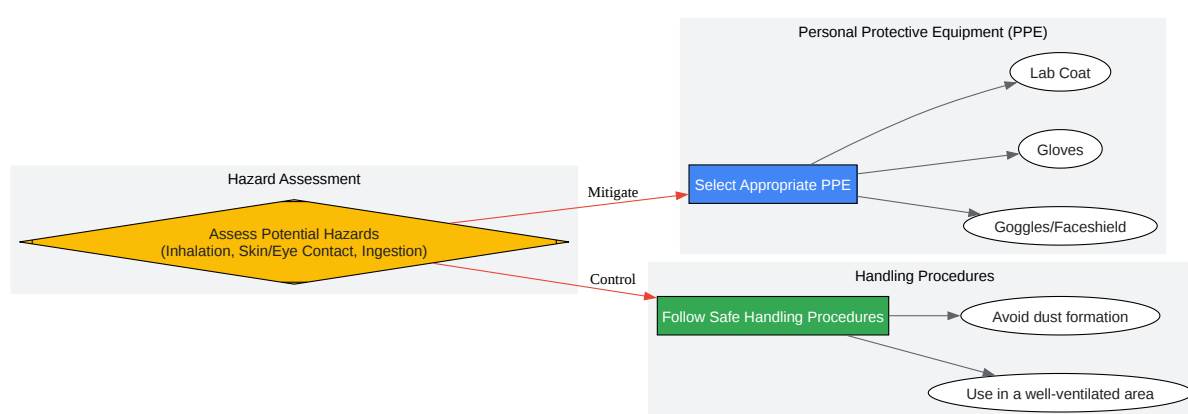 Personal Protective Equipment (PPE)
Lab Coat
Gloves
Goggles/Faceshield
Select Appropriate PPE
Hazard Assessment
Assess Potential Hazards
(Inhalation, Skin/Eye Contact, Ingestion)
Mitigate
Control
Handling Procedures
Follow Safe Handling Procedures
Avoid dust formation
Use in a well-ventilated area